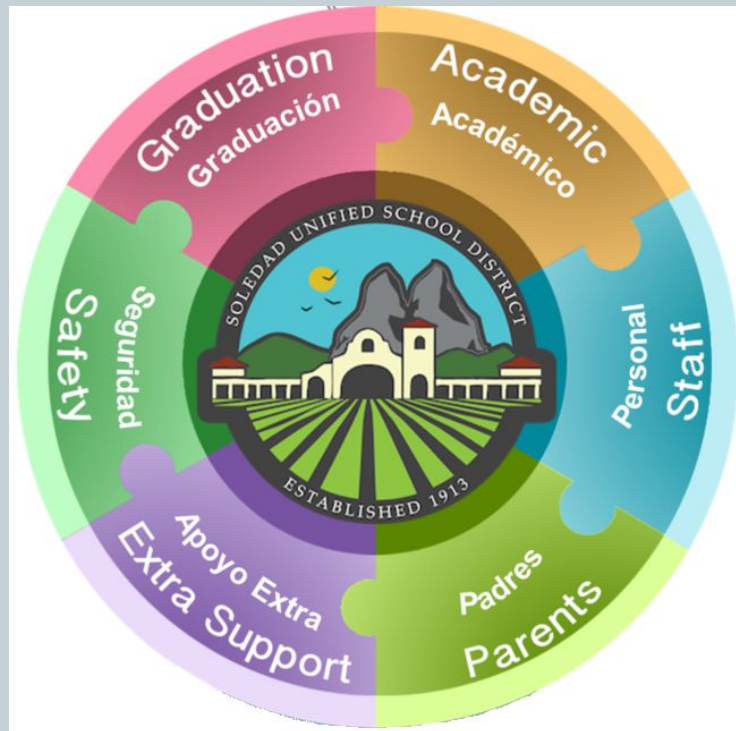 Graduation
Graduación
Academic
Académico
Staff
Personal
Parents
Padres
Extra Support
Apoyo Extra
Safety
Seguridad
SOLEDAD UNIFIED SCHOOL DISTRICT
ESTABLISHED 1913